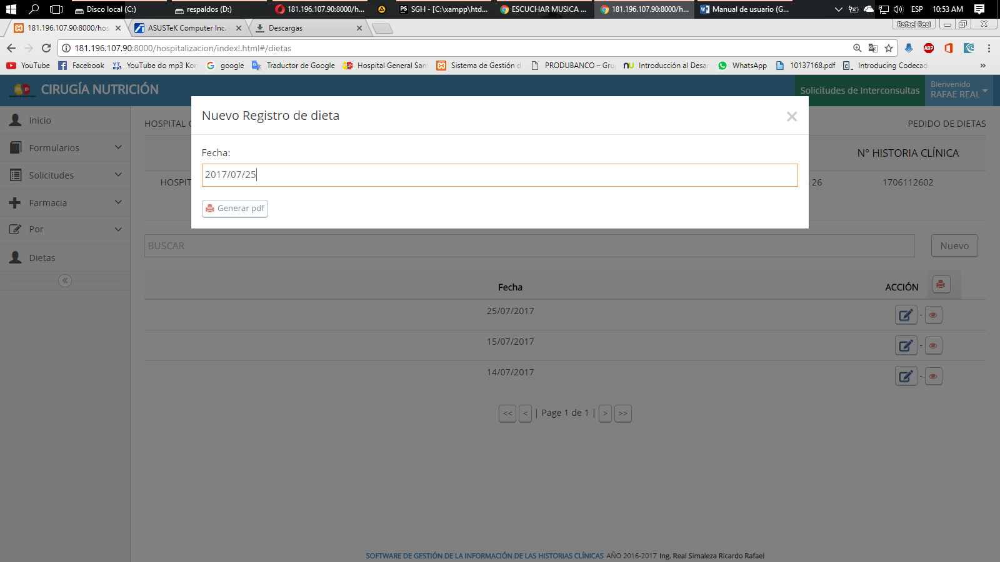 Disco local (C:)
respaldos (D:)
181.196.107.90:8000/h...
SGH - [C:\xampp\htd...
ESCUCHAR MUSICA ...
181.196.107.90:8000/h...
Manual de usuario (G...
ESP
10:53 AM
181.196.107.90:8000/hos
ASUSTeK Computer Inc. -
Descargas
Rafael Real
181.196.107.90:8000/hospitalizacion/index!.html#/dietas
YouTube
Facebook
YouTube do mp3 Kon
google
Traductor de Google
Hospital General San
Sistema de Gestión d
PRODUBANCO – Gru
Introducción al Desar
WhatsApp
10137168.pdf
Introducing Codecad
»
CIRUGÍA NUTRICIÓN
Solicitudes de Interconsultas
Bienvenido
RAFAE REAL
Inicio
Formularios
Solicitudes
Farmacia
Por
Dietas
HOSPITAL
PEDIDO DE DIETAS
N° HISTORIA CLÍNICA
HOSPIT
26
1706112602
Nuevo Registro de dieta
×
Fecha:
2017/07/25
Generar pdf
BUSCAR
Nuevo
Fecha
ACCIÓN
25/07/2017
-
15/07/2017
-
14/07/2017
-
<< < | Page 1 de 1 | > >>
SOFTWARE DE GESTIÓN DE LA INFORMACIÓN DE LAS HISTORIAS CLÍNICAS AÑO 2016-2017 Ing. Real Simaleza Ricardo Rafael